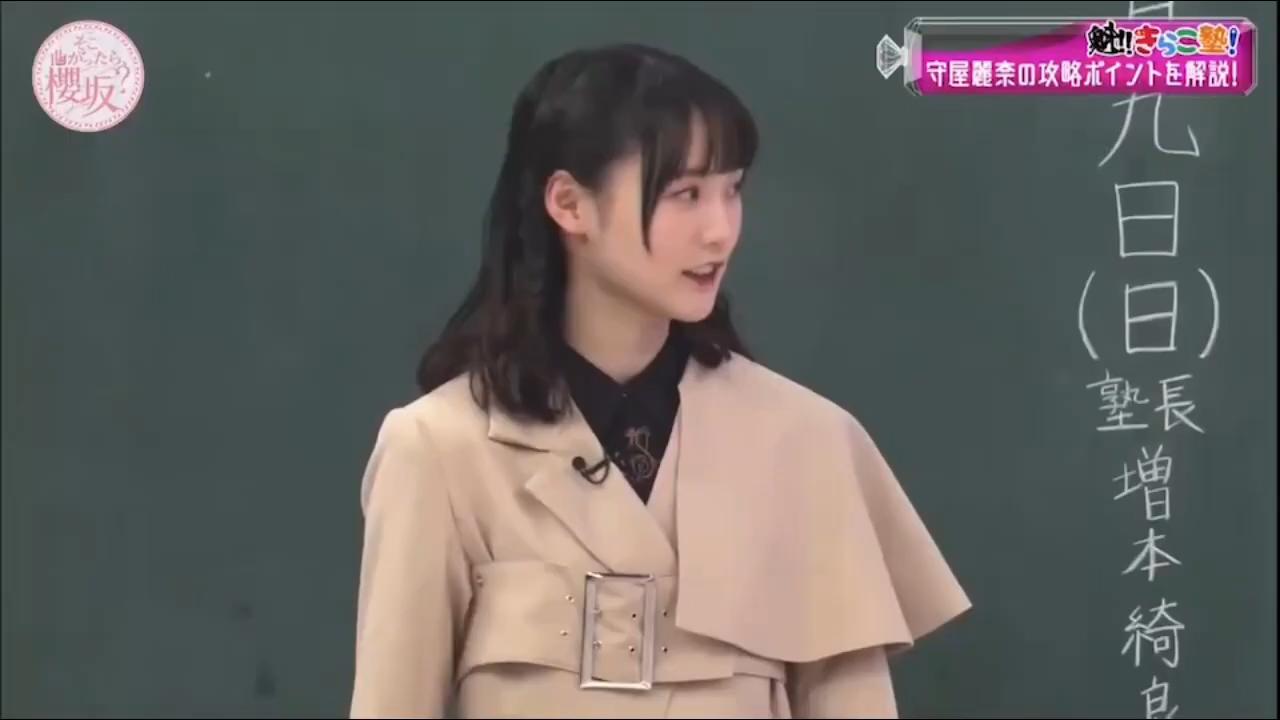 そこ
曲がったら、
櫻坂?
魁!!きらこ塾!
守屋麗奈の攻略ポイントを解説!
九日(日)
塾長
増本綺